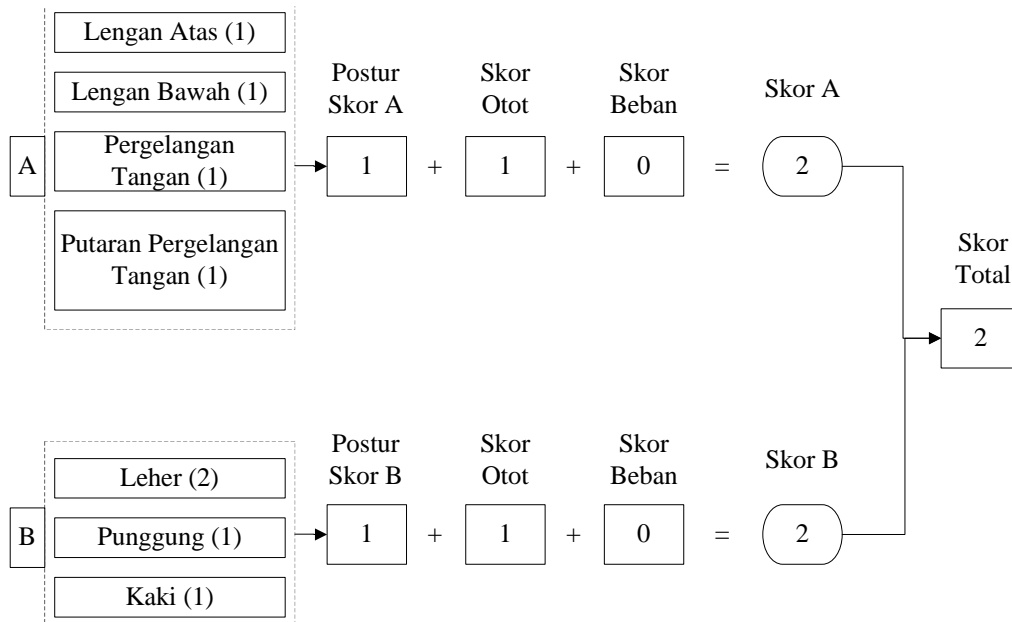 Lengan Atas (1)
Lengan Bawah (1)
A
Pergelangan
Tangan (1)
Putaran Pergelangan
Tangan (1)
Postur
Skor A
1
+
Skor
Otot
1
+
Skor
Beban
0
=
Skor A
2
Skor
Total
2
B
Leher (2)
Punggung (1)
Kaki (1)
Postur
Skor B
1
+
Skor
Otot
1
+
Skor
Beban
0
=
Skor B
2